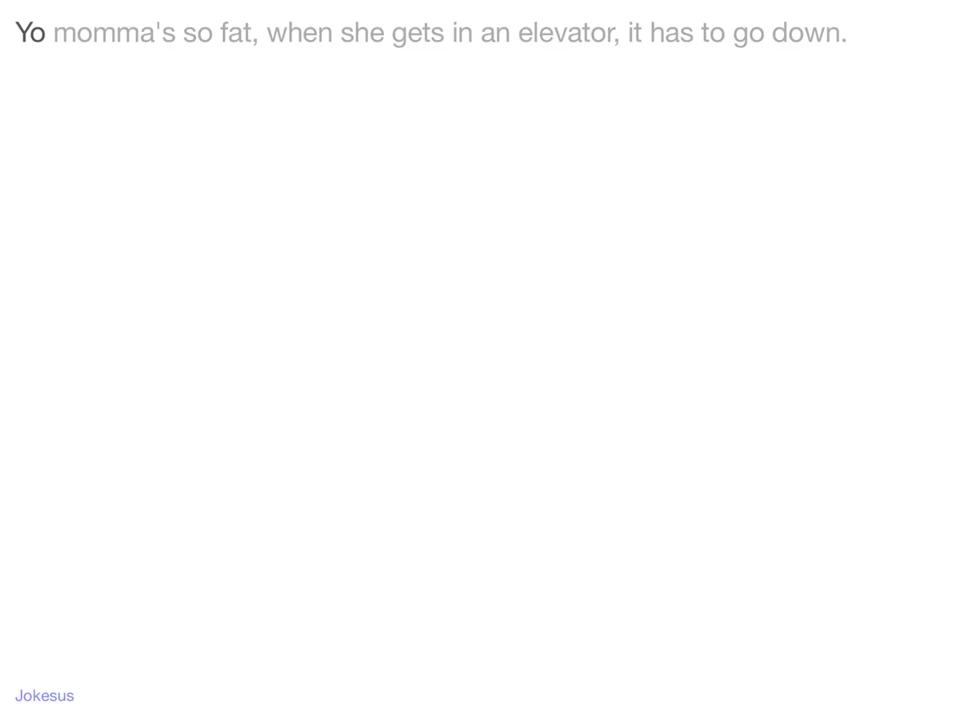 Yo momma's so fat, when she gets in an elevator, it has to go down.
Jokesus